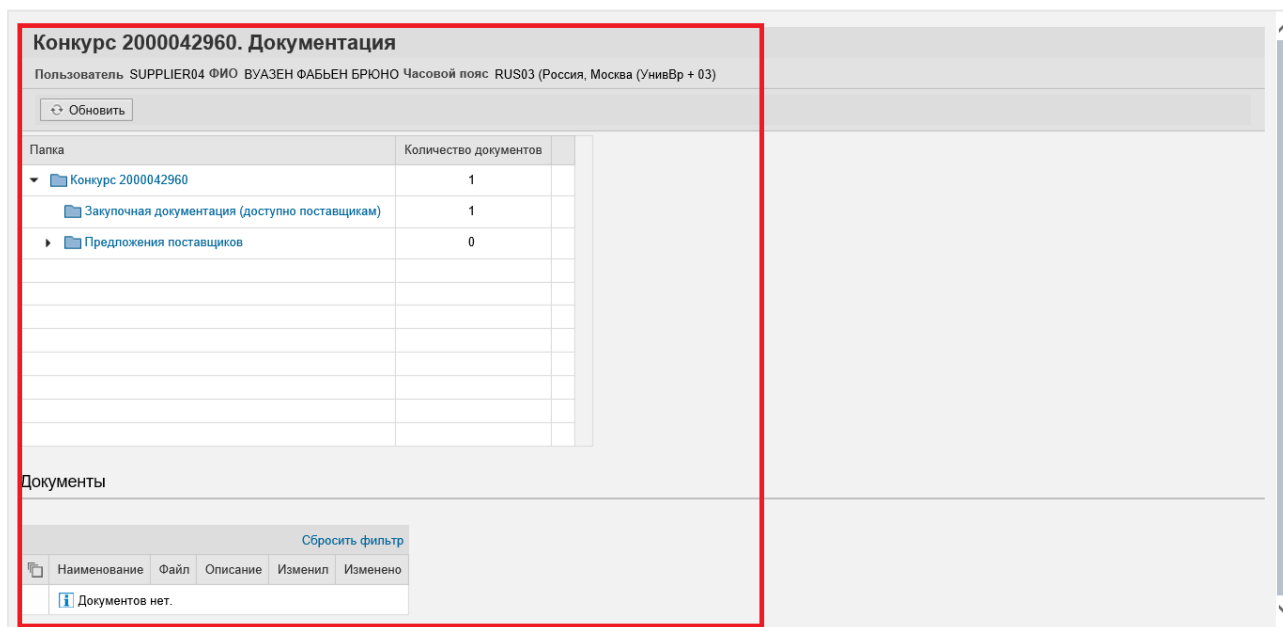 Конкурс 2000042960. Документация
Пользователь SUPPLIER04 ФИО ВУАЗЕН ФАБЬЕН БРЮНО Часовой пояс RUS03 (Россия, Москва (УнивВр + 03)
Обновить
Папка Количество документов
Конкурс 2000042960 1
Закупочная документация (доступно поставщикам) 1
Предложения поставщиков 0
Документы
Сбросить фильтр
Наименование Файл Описание Изменил Изменено
Документов нет.